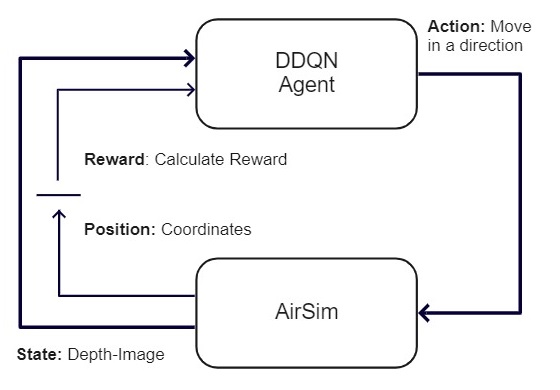 DDQN
Agent
Action: Move
in a direction
Reward: Calculate Reward
Position: Coordinates
AirSim
State: Depth-Image